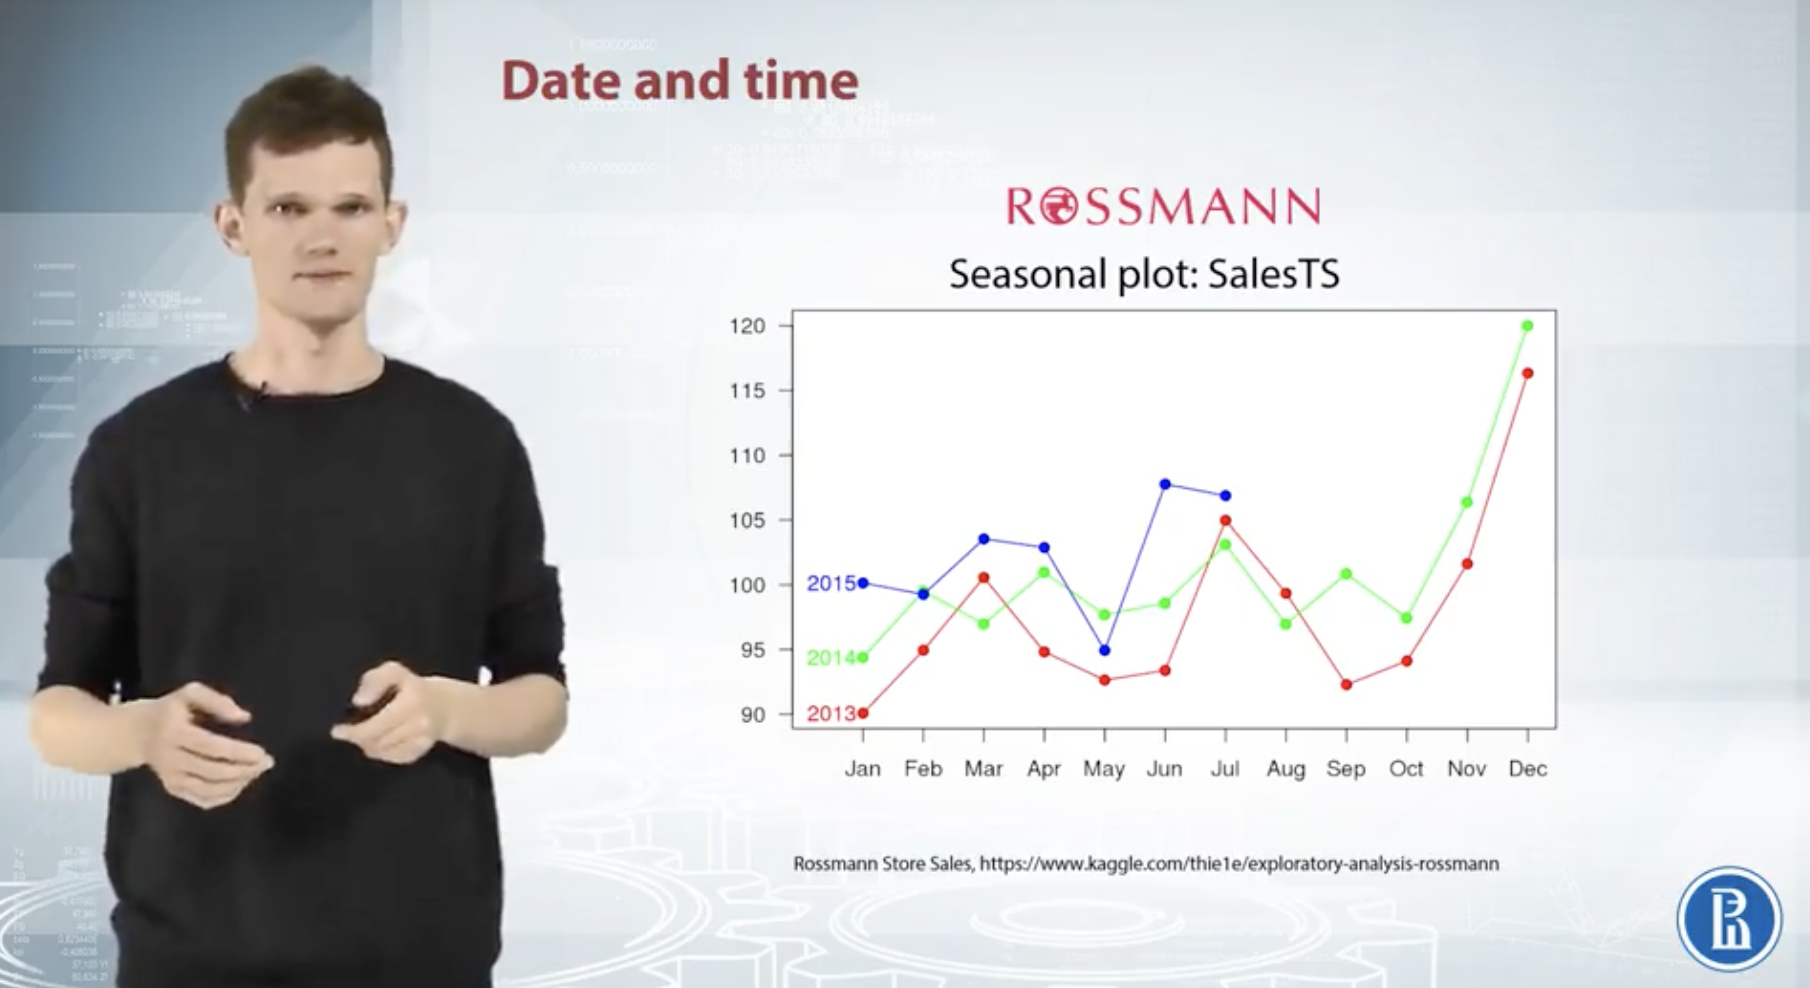 Date and time
ROSSMANN
Seasonal plot: SalesTS
120
115
110
105
100
95
90
2015
2014
2013
Jan Feb Mar Apr May Jun Jul Aug Sep Oct Nov Dec
Rossmann Store Sales, https://www.kaggle.com/thie1e/exploratory-analysis-rossmann